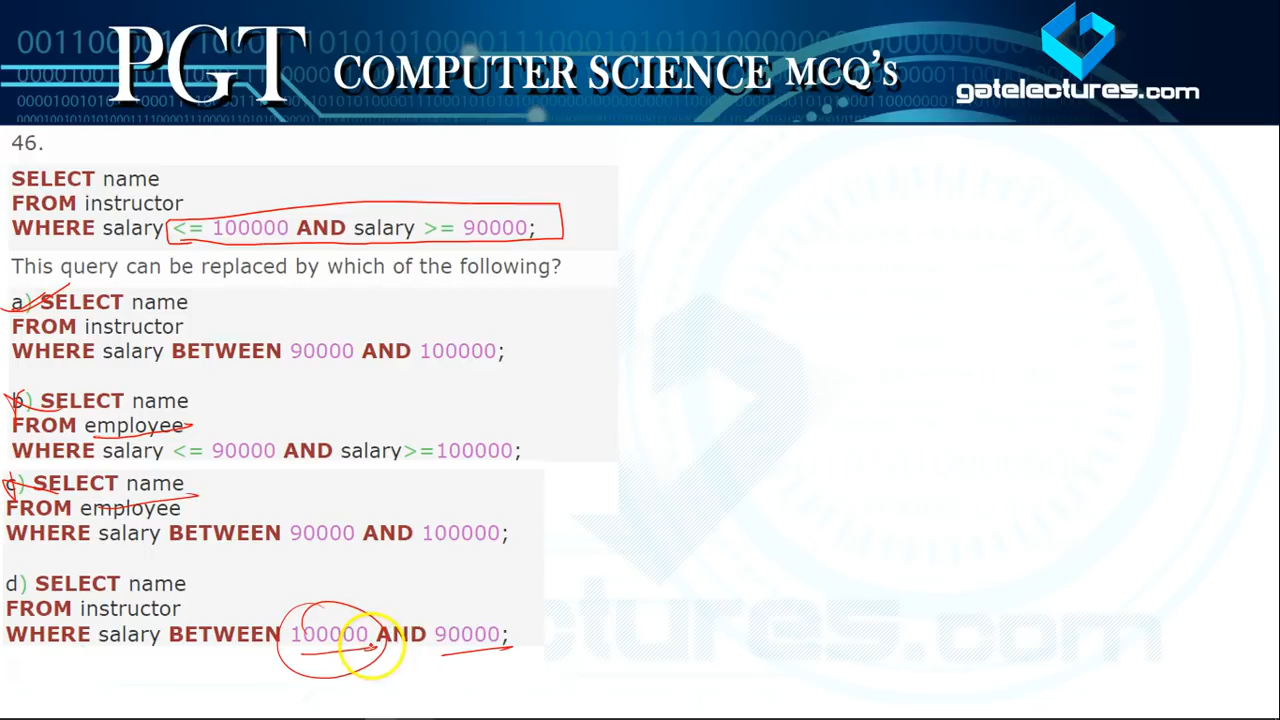 PGT COMPUTER SCIENCE MCQ's
gatelectures.com
46.
SELECT name
FROM instructor
WHERE salary <= 100000 AND salary >= 90000;
This query can be replaced by which of the following?
a) SELECT name
FROM instructor
WHERE salary BETWEEN 90000 AND 100000;
b) SELECT name
FROM employee
WHERE salary <= 90000 AND salary>=100000;
c) SELECT name
FROM employee
WHERE salary BETWEEN 90000 AND 100000;
d) SELECT name
FROM instructor
WHERE salary BETWEEN 100000 AND 90000;